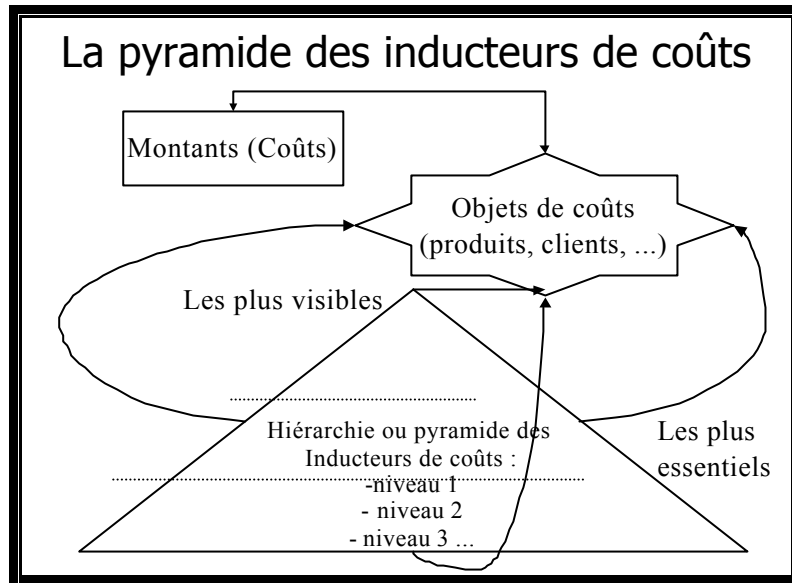 La pyramide des inducteurs de coûts
Montants (Coûts)
Objets de coûts
(produits, clients, ...)
Les plus visibles
Hiérarchie ou pyramide des
Inducteurs de coûts :
-niveau 1
- niveau 2
- niveau 3 ...
Les plus
essentiels